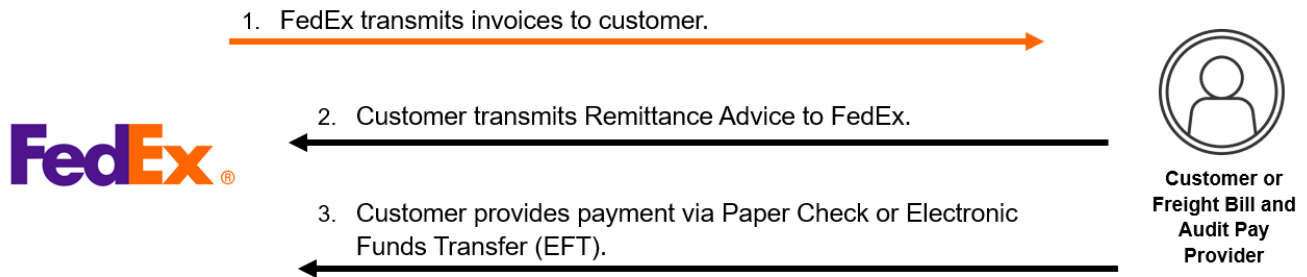 1. FedEx transmits invoices to customer.
2. Customer transmits Remittance Advice to FedEx.
FedEx®
3. Customer provides payment via Paper Check or Electronic
Funds Transfer (EFT).
Customer or
Freight Bill and
Audit Pay
Provider